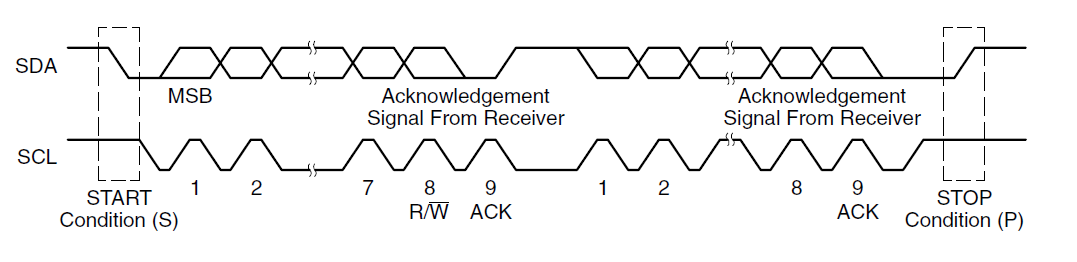 SDA
MSB
Acknowledgement
Signal From Receiver
Acknowledgement
Signal From Receiver
SCL
1 2 7 8 9 1 2 8 9
R/W̅ ACK ACK
START
Condition (S)
STOP
Condition (P)